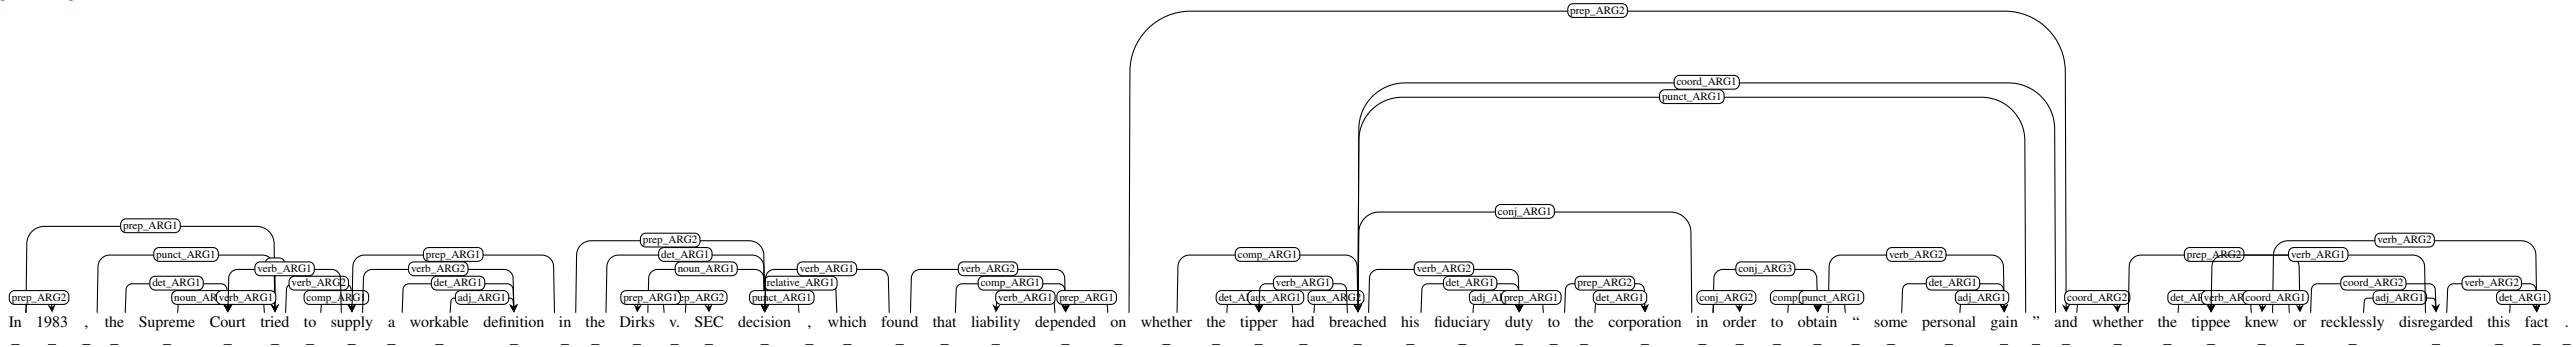 prep_ARG2
coord_ARG1
punct_ARG1
conj_ARG1
prep_ARG1
prep_ARG2 verb_ARG2
punct_ARG1 prep_ARG1 det_ARG1 comp_ARG1 verb_ARG1 prep_ARG2 verb_ARG1
verb_ARG1 verb_ARG2 noun_ARG1 verb_ARG1 verb_ARG2 verb_ARG2 conj_ARG3
det_ARG1 verb_ARG2 det_ARG1 relative_ARG1 comp_ARG1 verb_ARG1 det_ARG1 prep_ARG2 det_ARG1 coord_ARG2 verb_ARG2
prep_ARG2 verb_ARG1 comp_ARG1 adj_ARG1 prep_ARG1 punct_ARG1 verb_ARG1 prep_ARG1 aux_ARG1 aux_ARG2 prep_ARG1 det_ARG1 conj_ARG2 punct_ARG1 adj_ARG1 coord_ARG2 coord_ARG1 adj_ARG1 det_ARG1
In 1983 , the Supreme Court tried to supply a workable definition in the Dirks v. SEC decision , which found that liability depended on whether the tipper had breached his fiduciary duty to the corporation in order to obtain “ some personal gain ” and whether the tippee knew or recklessly disregarded this fact .